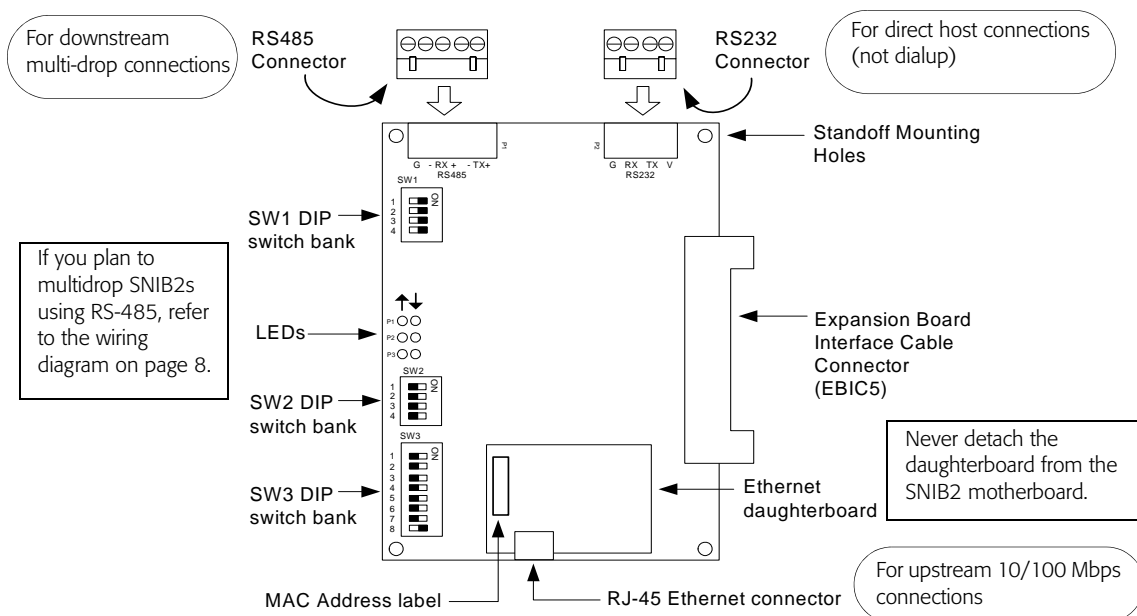 For downstream
multi-drop connections
RS485
Connector
RS232
Connector
For direct host connections
(not dialup)
Standoff Mounting
Holes
P1
P2
G - RX + - TX+
RS485
G RX TX V
RS232
SW1
ON
1
2
3
4
SW1 DIP
switch bank
If you plan to
multidrop SNIB2s
using RS-485, refer
to the wiring
diagram on page 8.
LEDs
P1
P2
P3
Expansion Board
Interface Cable
Connector
(EBIC5)
SW2
ON
1
2
3
4
SW2 DIP
switch bank
SW3
ON
1
2
3
4
5
6
7
8
SW3 DIP
switch bank
Ethernet
daughterboard
Never detach the
daughterboard from the
SNIB2 motherboard.
MAC Address label
RJ-45 Ethernet connector
For upstream 10/100 Mbps
connections